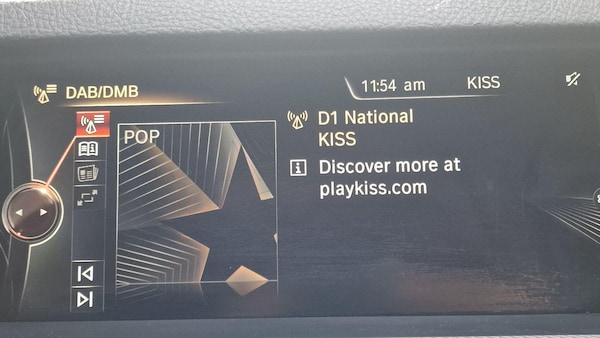 DAB/DMB
11:54 am
KISS
POP
D1 National
KISS
Discover more at
playkiss.com